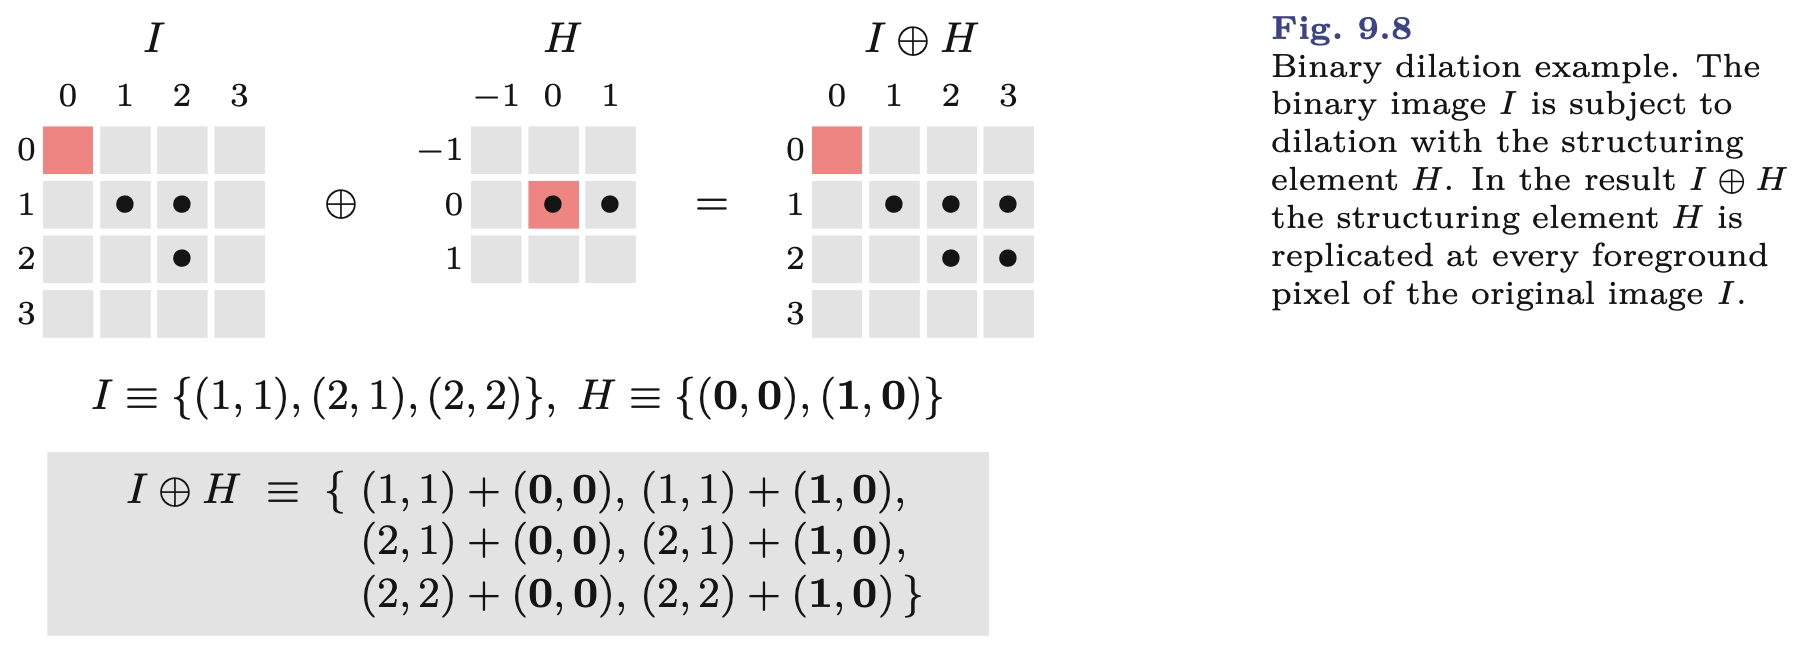 I H I ⊕ H
0 1 2 3 −1 0 1 0 1 2 3
0 −1 0
1 ⊕ 0 = 1
2 1 2
3 3
I ≡ {(1, 1), (2, 1), (2, 2)}, H ≡ {(0, 0), (1, 0)}
I ⊕ H ≡ { (1, 1) + (0, 0), (1, 1) + (1, 0),
(2, 1) + (0, 0), (2, 1) + (1, 0),
(2, 2) + (0, 0), (2, 2) + (1, 0) }
Fig. 9.8
Binary dilation example. The
binary image I is subject to
dilation with the structuring
element H. In the result I ⊕ H
the structuring element H is
replicated at every foreground
pixel of the original image I.